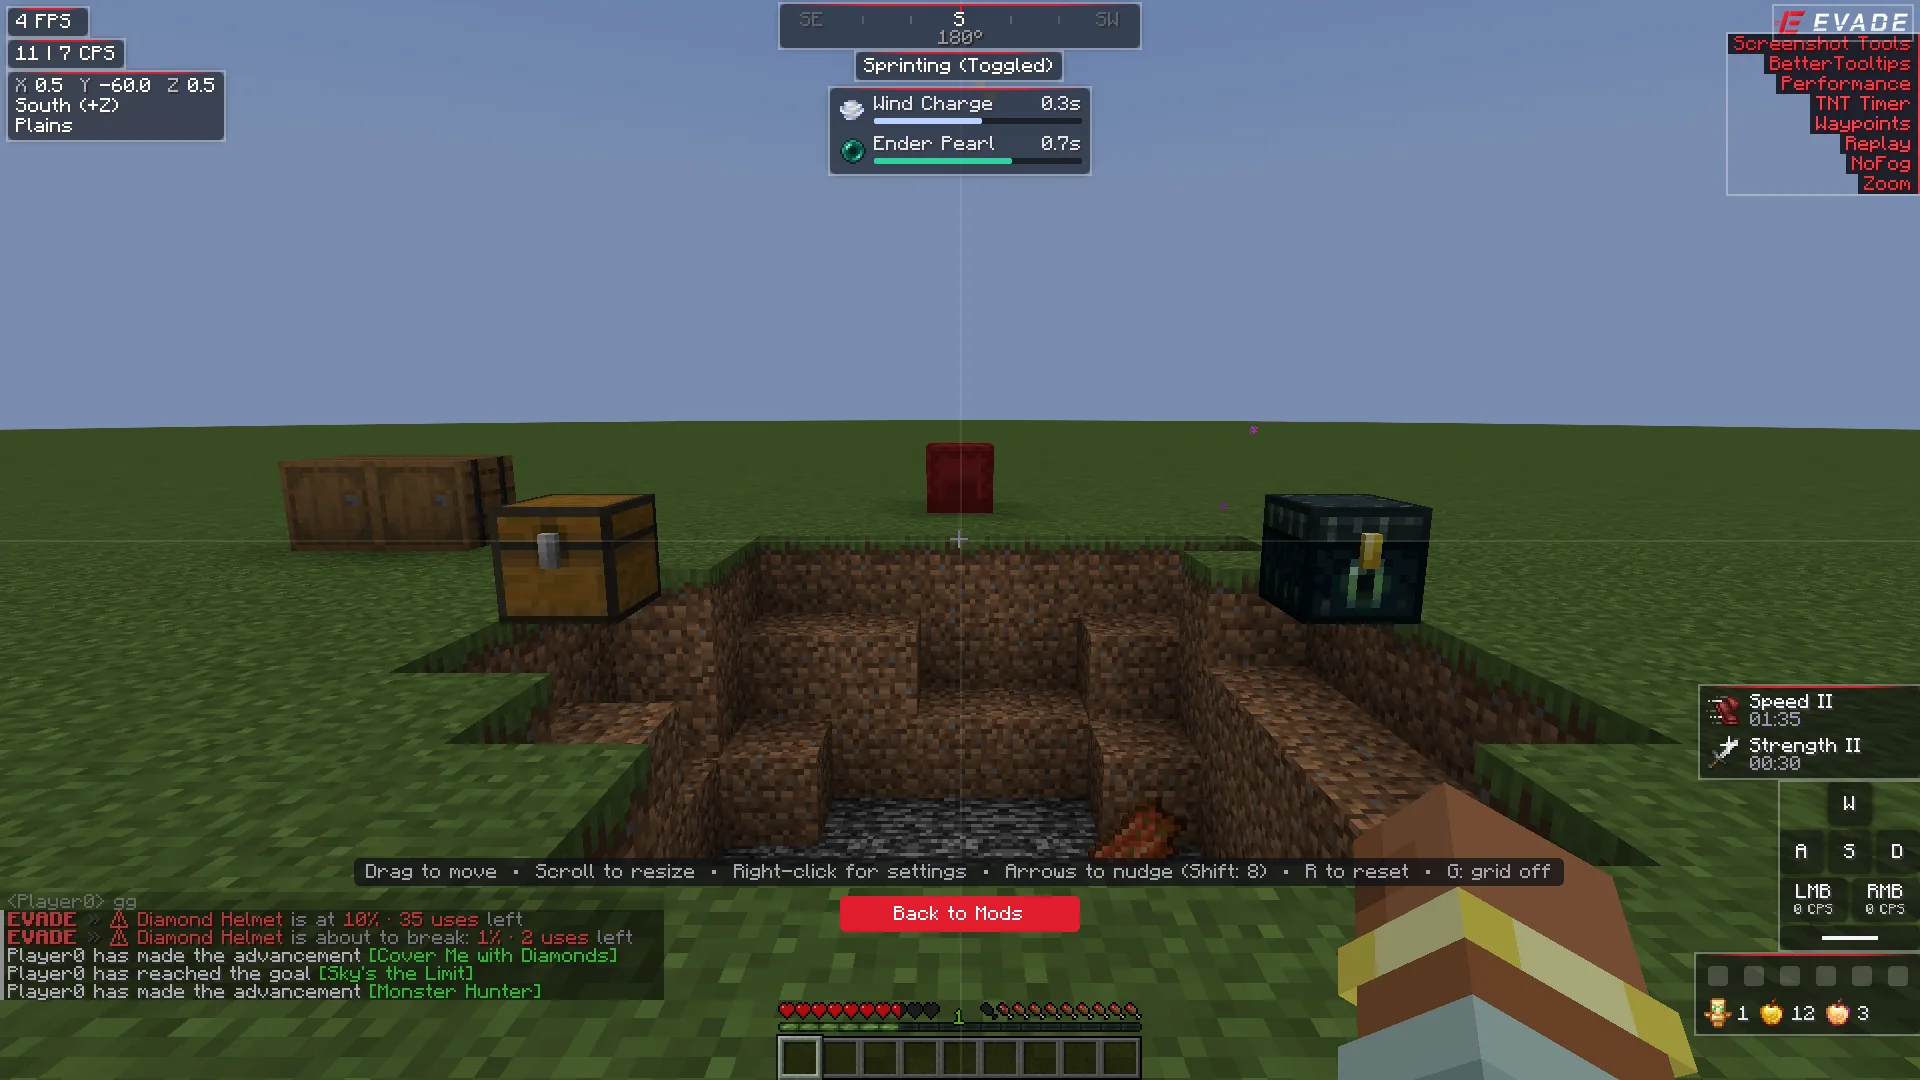 4 FPS
11 | 7 CPS
X 0.5 Y -60.0 Z 0.5
South (+Z)
Plains
SE S SW
180°
Sprinting (Toggled)
Wind Charge 0.3s
Ender Pearl 0.7s
EVADE
Screenshot Tools
BetterTooltips
Performance
TNT Timer
Waypoints
Replay
NoFog
Zoom
Speed II
01:35
Strength II
00:30
W
A S D
LMB RMB
0 CPS 0 CPS
1 12 3
Drag to move • Scroll to resize • Right-click for settings • Arrows to nudge (Shift: 8) • R to reset • G: grid off
Back to Mods
<Player0> gg
EVADE » ⚠ Diamond Helmet is at 10% · 35 uses left
EVADE » ⚠ Diamond Helmet is about to break: 1% · 2 uses left
Player0 has made the advancement [Cover Me with Diamonds]
Player0 has reached the goal [Sky's the Limit]
Player0 has made the advancement [Monster Hunter]
1